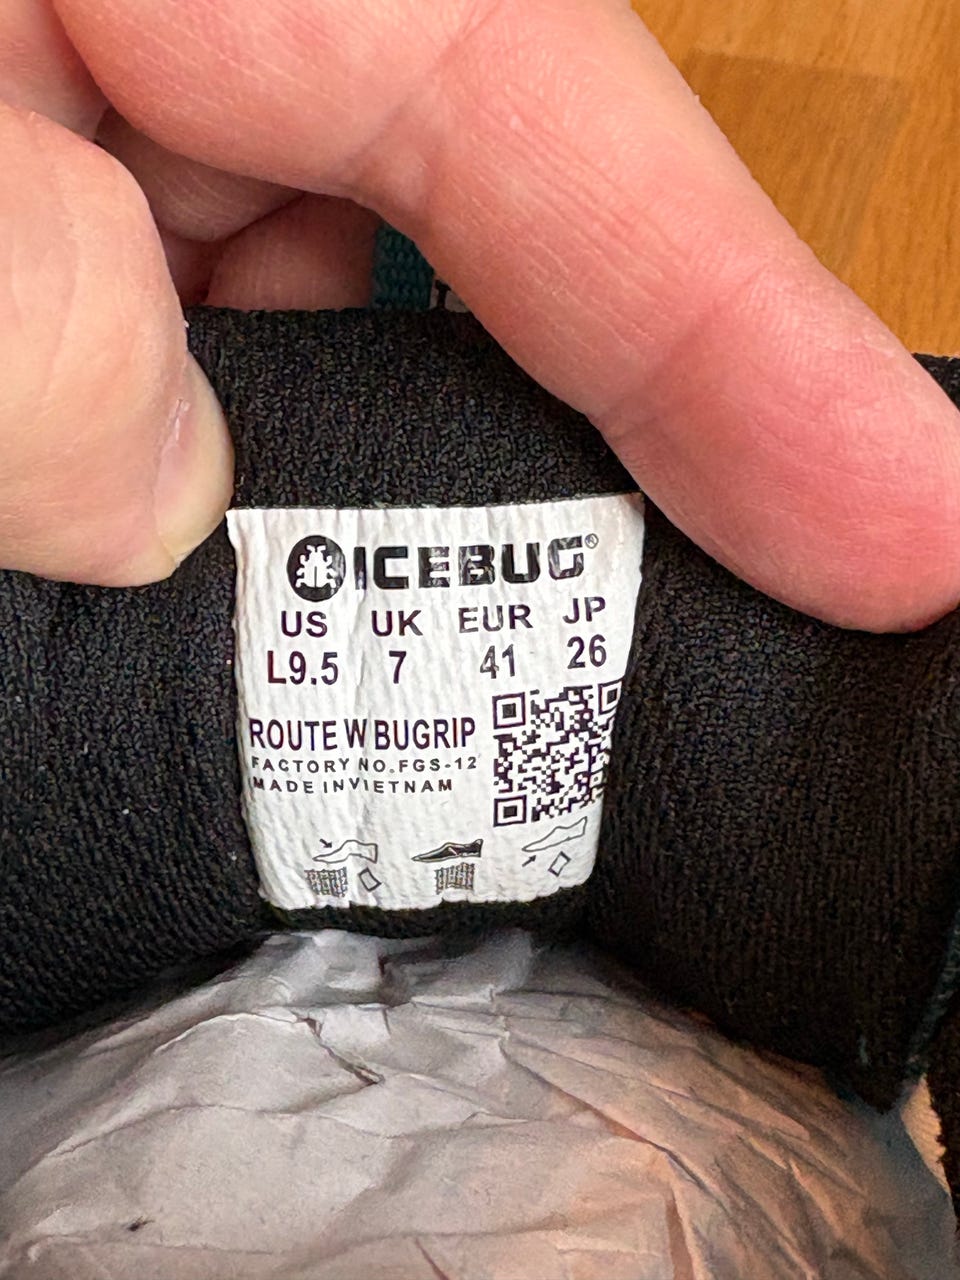 ICEBUG®
US UK EUR JP
L9.5 7 41 26
ROUTE W BUGRIP
FACTORY NO.FGS-12
MADE INVIETNAM